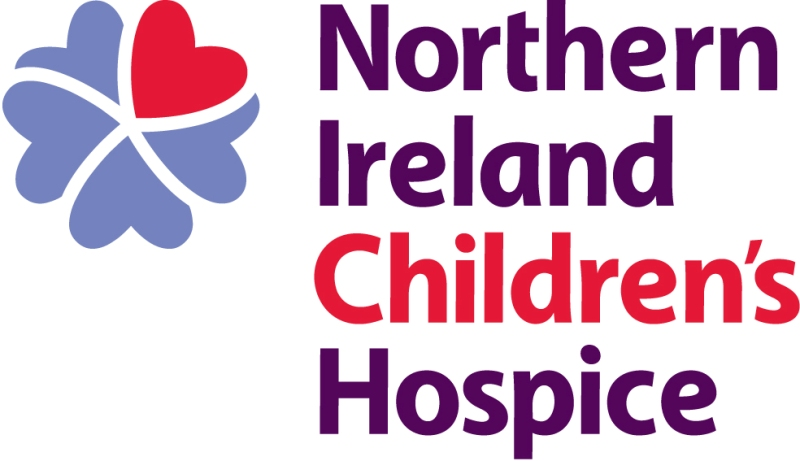 Northern
Ireland
Children's
Hospice